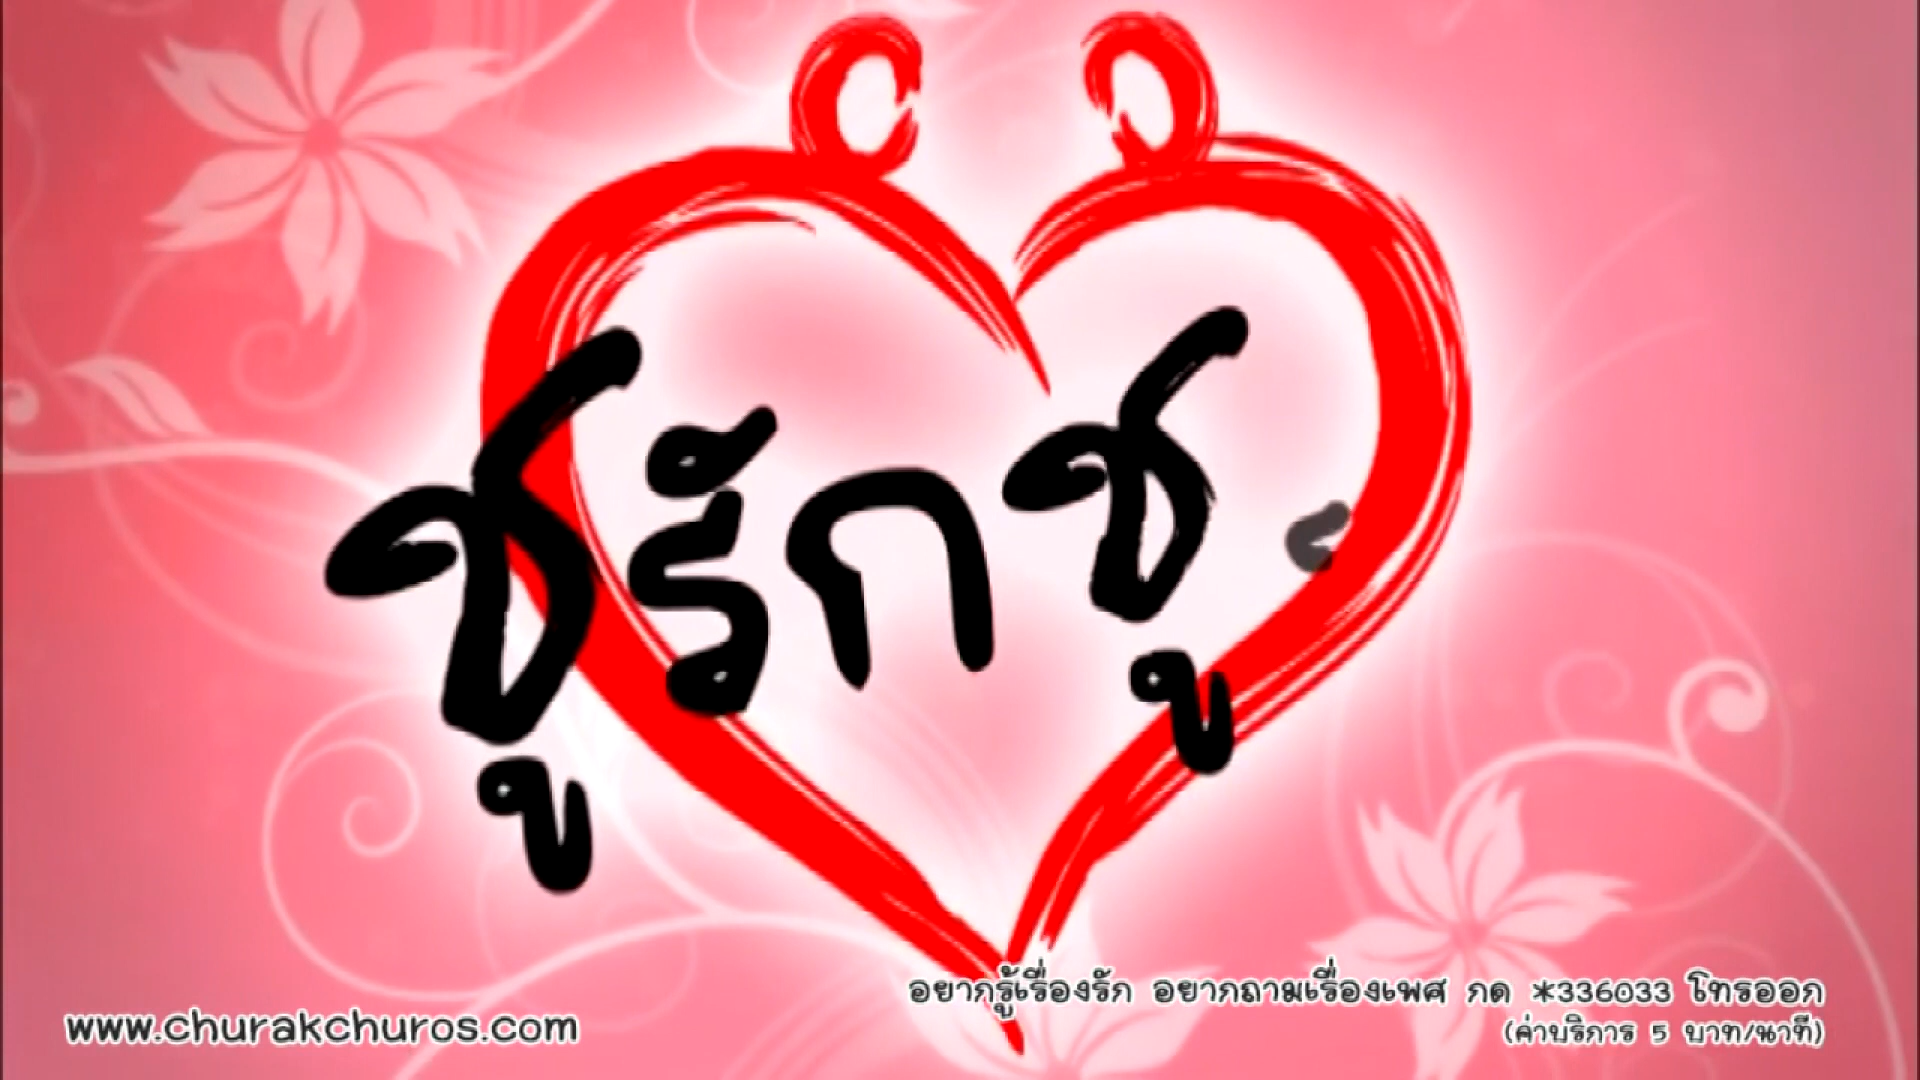 ชู รัก ชู
www.churakchuros.com
อยากรู้เรื่องรัก อยากถามเรื่องเพศ กด *336033 โทรออก
(ค่าบริการ 5 บาท/นาที)